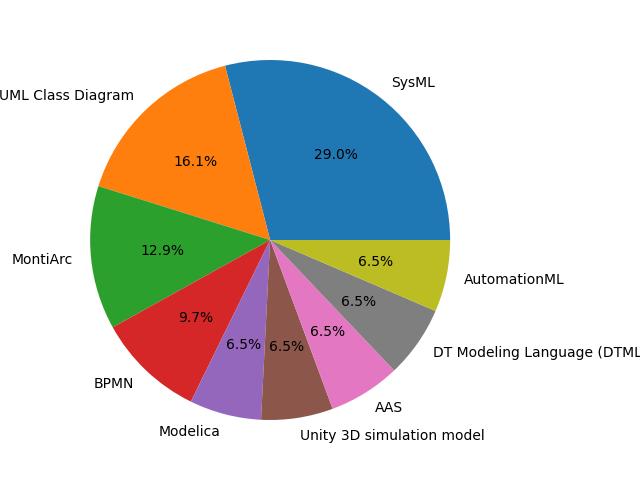 SysML
UML Class Diagram
29.0%
16.1%
MontiArc
12.9%
6.5%
AutomationML
6.5%
9.7%
6.5%
6.5%
6.5%
DT Modeling Language (DTML
BPMN
AAS
Modelica
Unity 3D simulation model